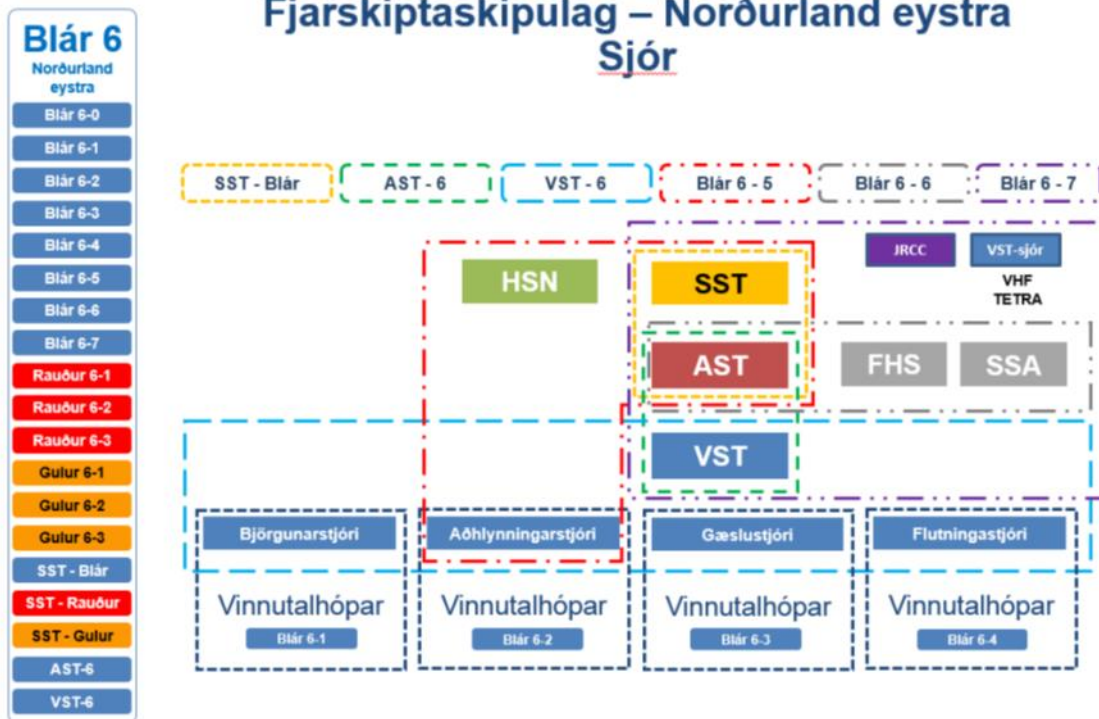 Fjarskiptaskipulag – Norðurland eystra
Sjór
Blár 6
Norðurland
eystra
Blár 6-0
Blár 6-1
Blár 6-2
Blár 6-3
Blár 6-4
Blár 6-5
Blár 6-6
Blár 6-7
Rauður 6-1
Rauður 6-2
Rauður 6-3
Gulur 6-1
Gulur 6-2
Gulur 6-3
SST - Blár
SST - Rauður
SST - Gulur
AST-6
VST-6
SST - Blár
AST - 6
VST - 6
Blár 6 - 5
Blár 6 - 6
Blár 6 - 7
JRCC
VST-sjór
VHF
TETRA
HSN
SST
AST
FHS
SSA
VST
Björgunarstjóri
Aðhlynningarstjóri
Gæslustjóri
Flutningastjóri
Vinnutalhópar
Vinnutalhópar
Vinnutalhópar
Vinnutalhópar
Blár 6-1
Blár 6-2
Blár 6-3
Blár 6-4